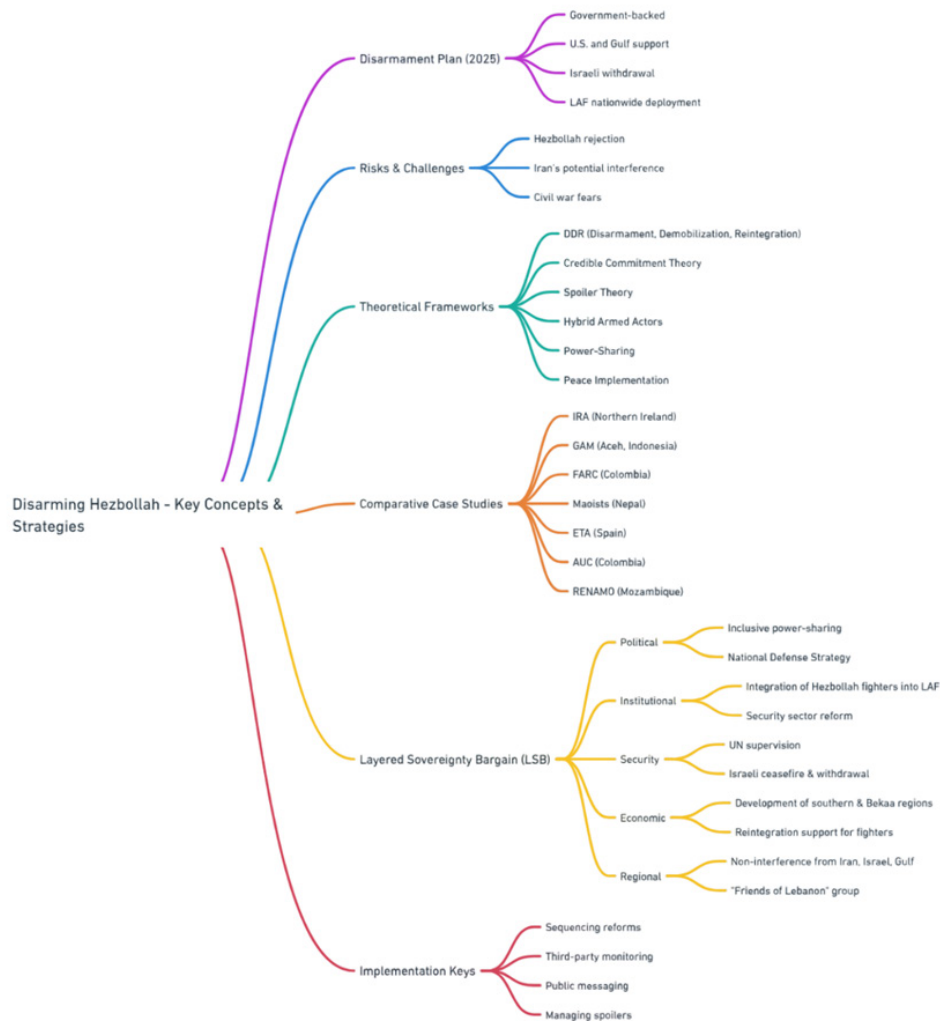 Disarming Hezbollah - Key Concepts &
Strategies
Disarmament Plan (2025)
Government-backed
U.S. and Gulf support
Israeli withdrawal
LAF nationwide deployment
Risks & Challenges
Hezbollah rejection
Iran's potential interference
Civil war fears
Theoretical Frameworks
DDR (Disarmament, Demobilization, Reintegration)
Credible Commitment Theory
Spoiler Theory
Hybrid Armed Actors
Power-Sharing
Peace Implementation
Comparative Case Studies
IRA (Northern Ireland)
GAM (Aceh, Indonesia)
FARC (Colombia)
Maoists (Nepal)
ETA (Spain)
AUC (Colombia)
RENAMO (Mozambique)
Layered Sovereignty Bargain (LSB)
Political
Inclusive power-sharing
National Defense Strategy
Institutional
Integration of Hezbollah fighters into LAF
Security sector reform
Security
UN supervision
Israeli ceasefire & withdrawal
Economic
Development of southern & Bekaa regions
Reintegration support for fighters
Regional
Non-interference from Iran, Israel, Gulf
"Friends of Lebanon" group
Implementation Keys
Sequencing reforms
Third-party monitoring
Public messaging
Managing spoilers